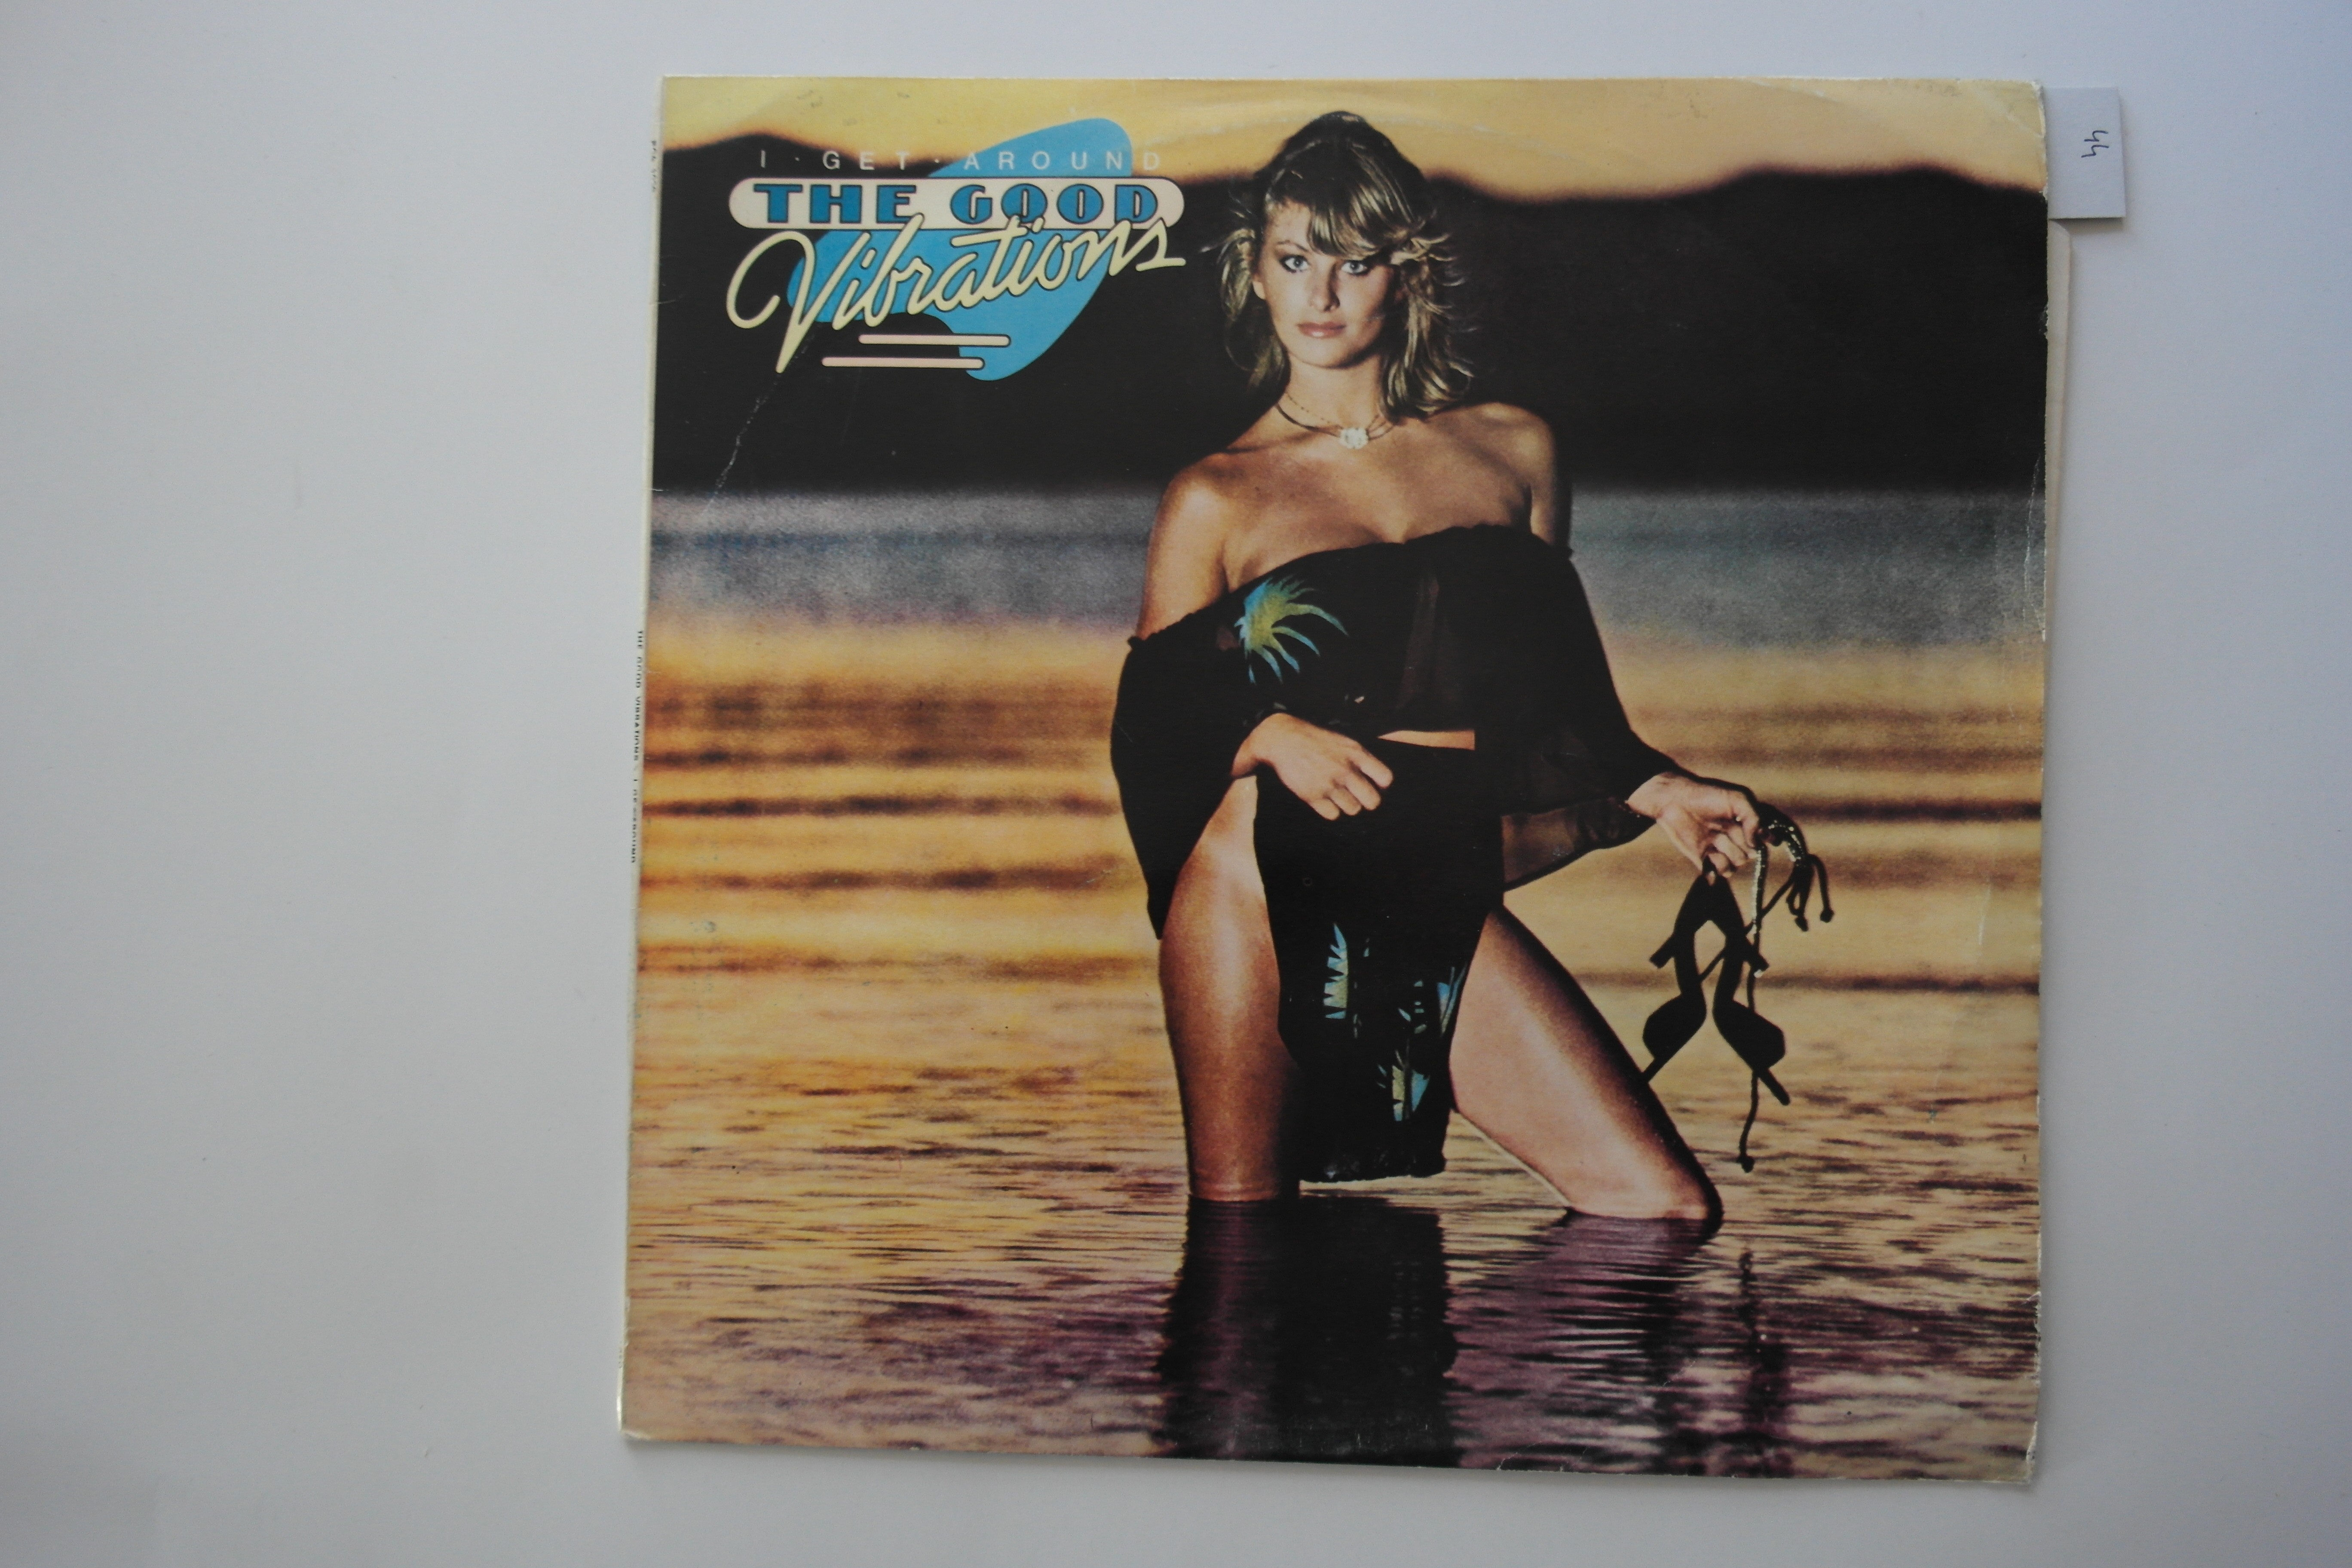 I · GET · AROUND
THE GOOD
Vibrations
44
THE GOOD VIBRATIONS